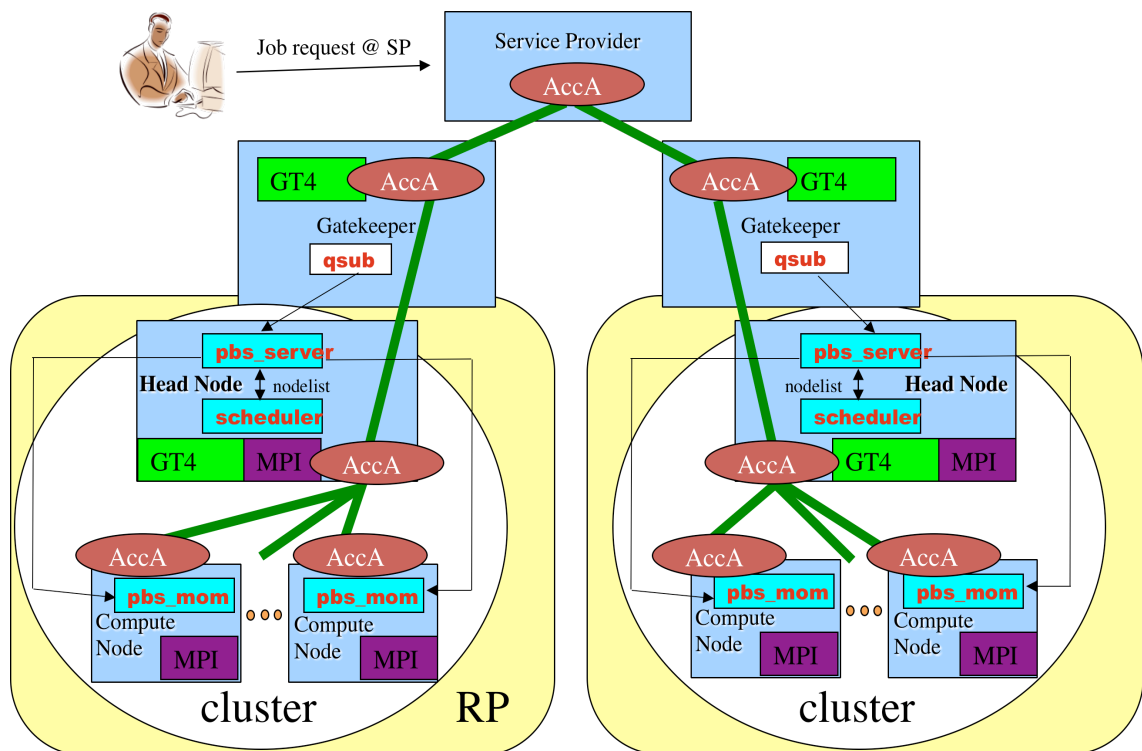 Job request @ SP
Service Provider
AccA
GT4
AccA
Gatekeeper
qsub
AccA
GT4
Gatekeeper
qsub
pbs_server
Head Node
nodelist
scheduler
GT4
MPI
AccA
AccA
AccA
pbs_mom
Compute
Node
MPI
pbs_mom
Compute
Node
MPI
cluster
RP
pbs_server
nodelist
Head Node
scheduler
AccA
GT4
MPI
AccA
AccA
pbs_mom
Compute
Node
MPI
pbs_mom
Compute
Node
MPI
cluster